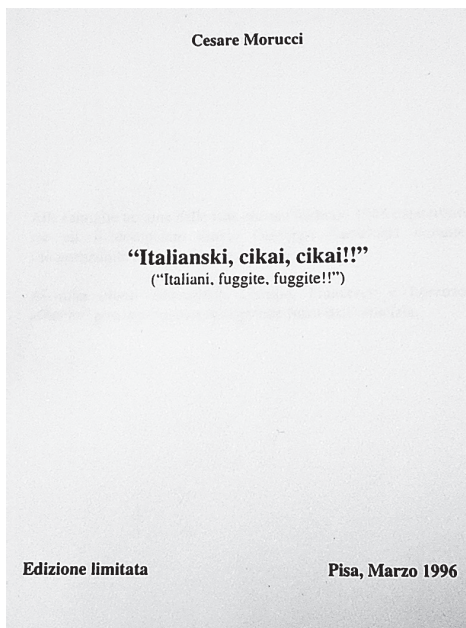 Cesare Morucci
“Italianski, cikai, cikai!!”
(“Italiani, fuggite, fuggite!!”)
Edizione limitata
Pisa, Marzo 1996